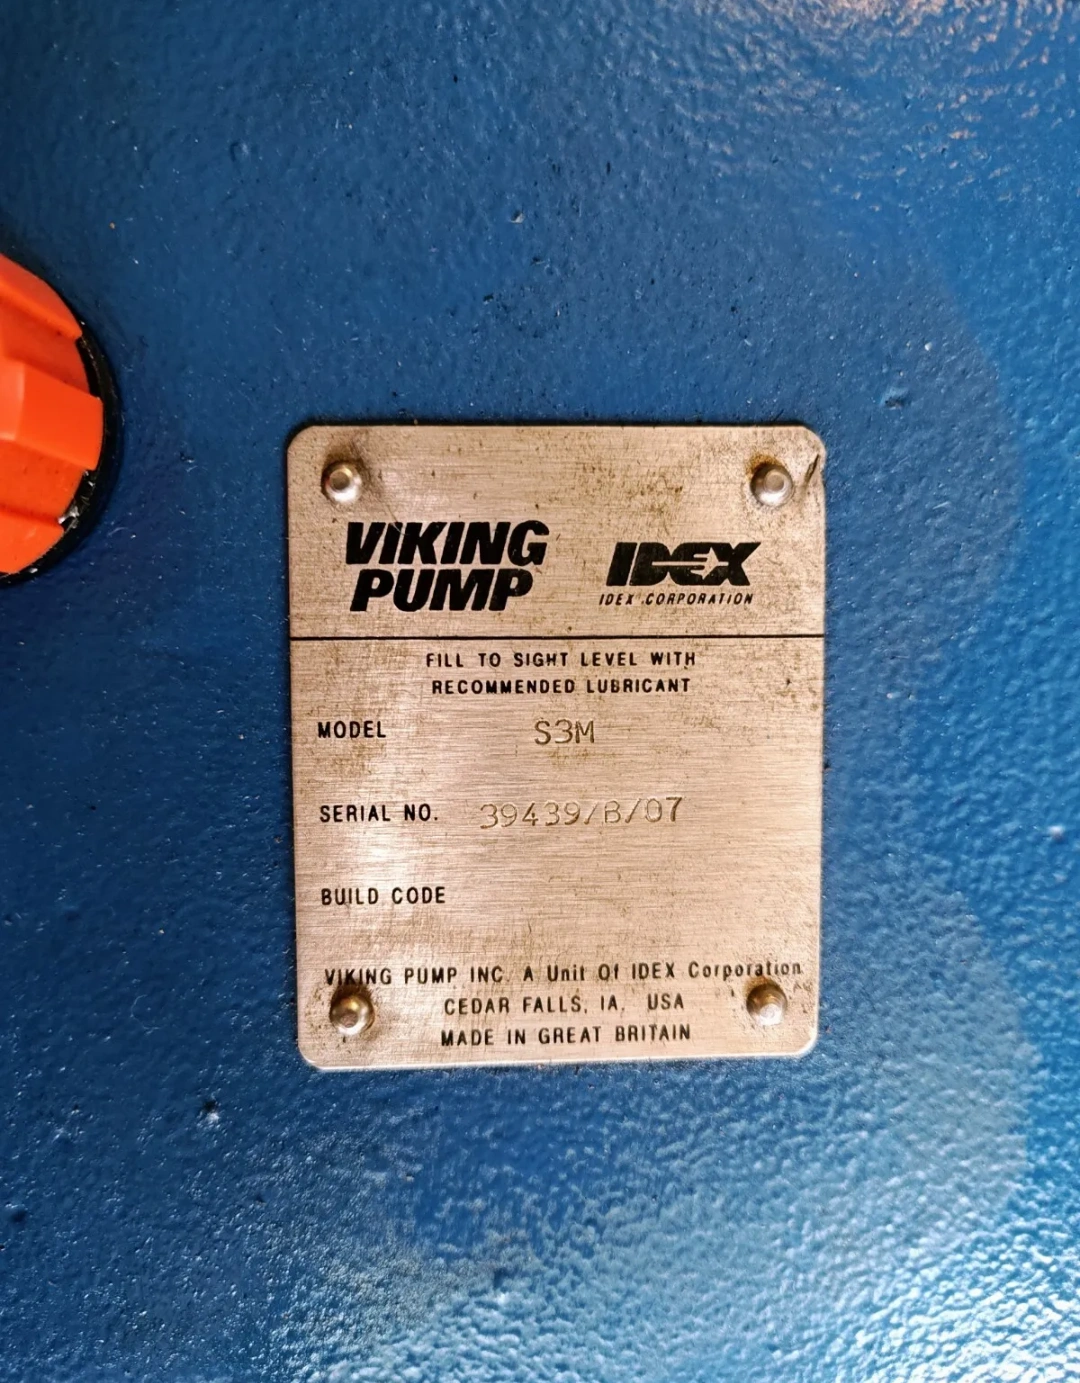 VIKING
PUMP
IDEX
IDEX CORPORATION
FILL TO SIGHT LEVEL WITH
RECOMMENDED LUBRICANT
MODEL S3M
SERIAL NO. 39439/B/07
BUILD CODE
VIKING PUMP INC. A Unit Of IDEX Corporation
CEDAR FALLS, IA, USA
MADE IN GREAT BRITAIN